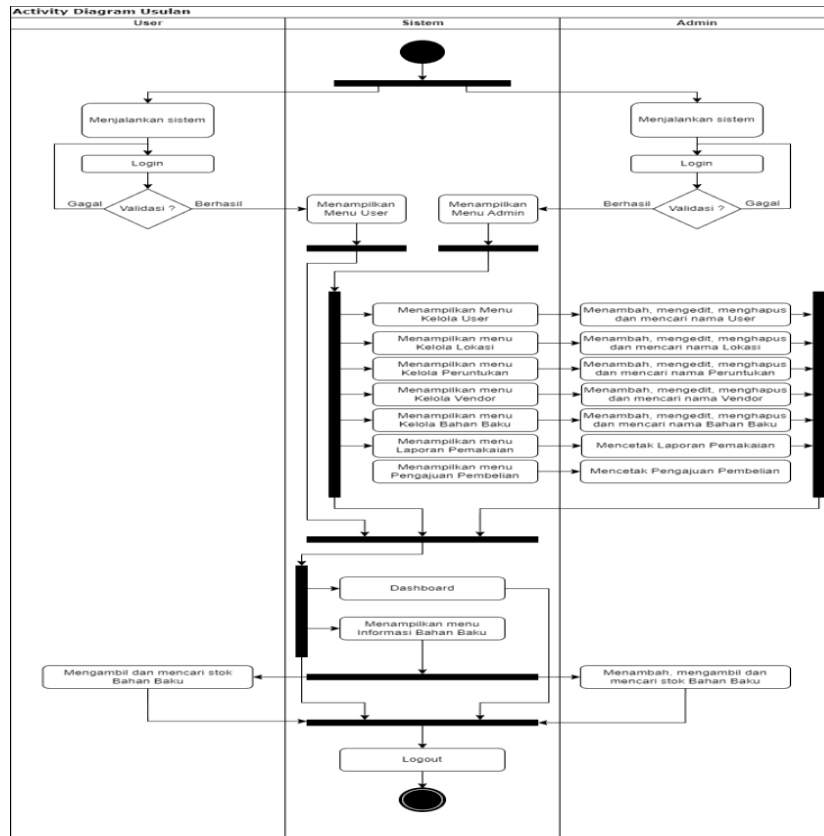 Activity Diagram Usulan
User
Sistem
Admin
Menjalankan sistem
Menjalankan sistem
Login
Login
Gagal
Validasi ?
Berhasil
Menampilkan
Menu User
Menampilkan
Menu Admin
Berhasil
Validasi ?
Gagal
Menampilkan Menu
Kelola User
Menambah, mengedit, menghapus
dan mencari nama User
Menampilkan menu
Kelola Lokasi
Menambah, mengedit, menghapus
dan mencari nama Lokasi
Menampilkan menu
Kelola Peruntukan
Menambah, mengedit, menghapus
dan mencari nama Peruntukan
Menampilkan menu
Kelola Vendor
Menambah, mengedit, menghapus
dan mencari nama Vendor
Menampilkan menu
Kelola Bahan Baku
Menambah, mengedit, menghapus
dan mencari nama Bahan Baku
Menampilkan menu
Laporan Pemakaian
Mencetak Laporan Pemakaian
Menampilkan menu
Pengajuan Pembelian
Mencetak Pengajuan Pembelian
Dashboard
Menampilkan menu
Informasi Bahan Baku
Mengambil dan mencari stok
Bahan Baku
Menambah, mengambil dan
mencari stok Bahan Baku
Logout